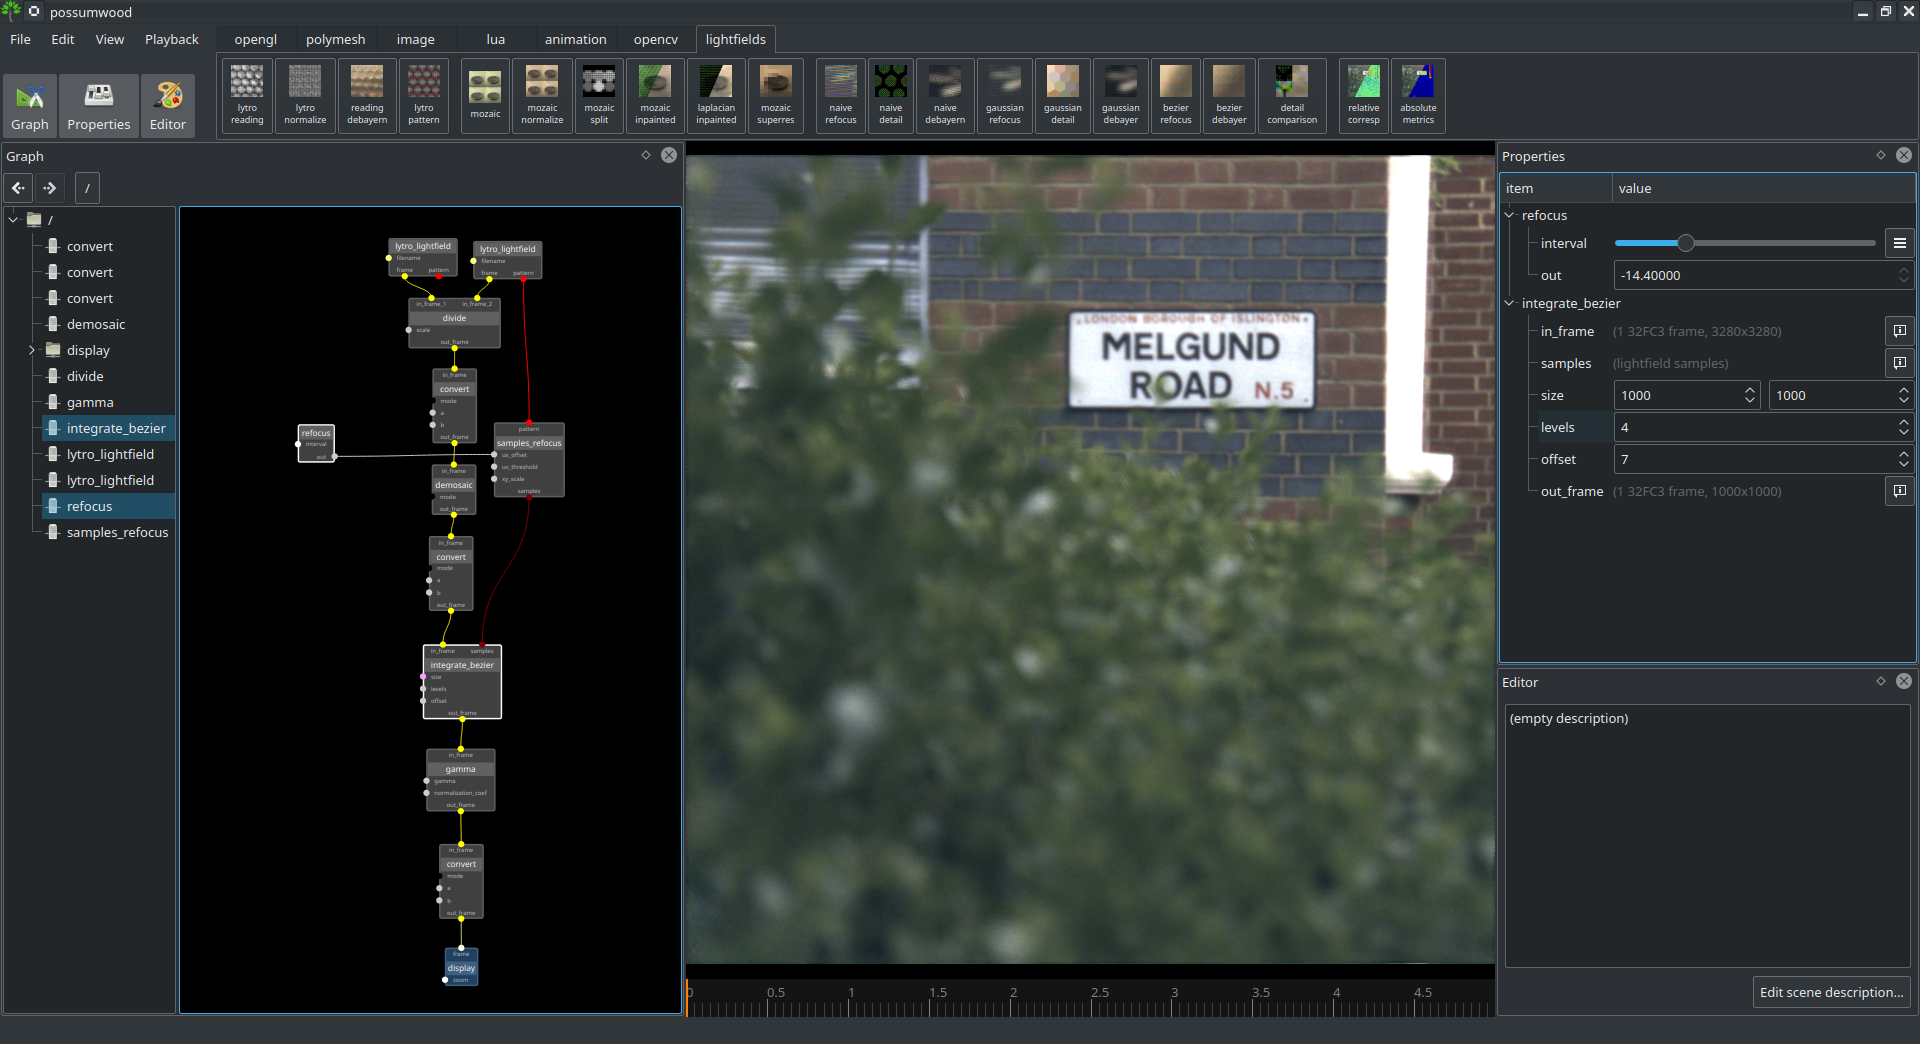 possumwood
File Edit View Playback
opengl polymesh image lua animation opencv lightfields
Graph Properties Editor
lytro reading
lytro normalize
reading debayern
lytro pattern
mozaic
mozaic normalize
mozaic split
mozaic inpainted
laplacian inpainted
mozaic superres
naive refocus
naive detail
naive debayern
gaussian refocus
gaussian detail
gaussian debayer
bezier refocus
bezier debayer
detail comparison
relative corresp
absolute metrics
Graph
/
/
convert
convert
convert
demosaic
display
divide
gamma
integrate_bezier
lytro_lightfield
lytro_lightfield
refocus
samples_refocus
lytro_lightfield
filename
frame pattern
lytro_lightfield
filename
frame pattern
in_frame_1 in_frame_2
divide
scale
out_frame
in_frame
convert
mode
a
b
out_frame
refocus
interval
out
pattern
samples_refocus
uv_offset
uv_threshold
xy_scale
samples
in_frame
demosaic
mode
out_frame
in_frame
convert
mode
a
b
out_frame
in_frame samples
integrate_bezier
size
levels
offset
out_frame
in_frame
gamma
gamma
normalization_coef
out_frame
in_frame
convert
mode
a
b
out_frame
frame
display
zoom
LONDON BOROUGH OF ISLINGTON
MELGUND
ROAD N.5
0 0.5 1 1.5 2 2.5 3 3.5 4 4.5
Properties
item value
refocus
interval
out -14.40000
integrate_bezier
in_frame (1 32FC3 frame, 3280x3280)
samples (lightfield samples)
size 1000 1000
levels 4
offset 7
out_frame (1 32FC3 frame, 1000x1000)
Editor
(empty description)
Edit scene description...